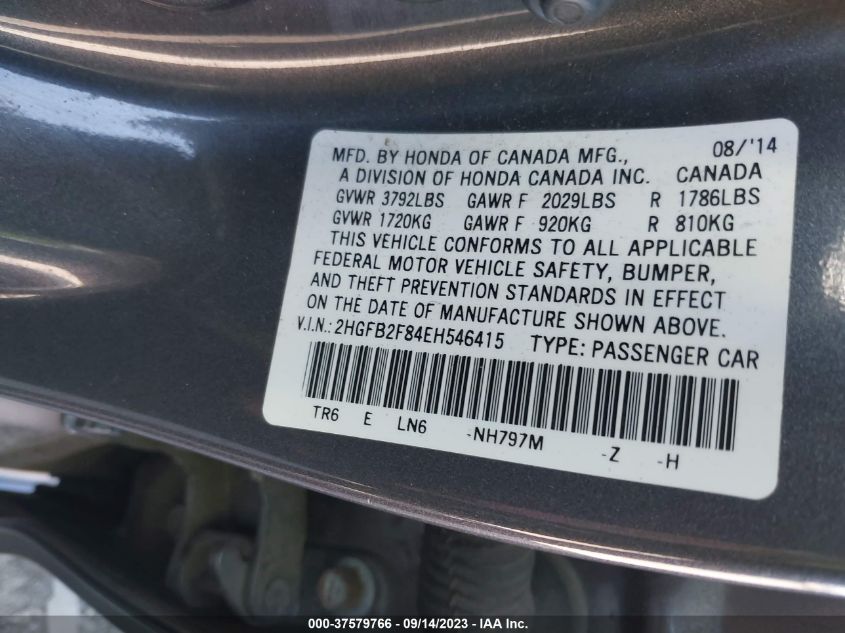 08/'14
MFD. BY HONDA OF CANADA MFG.,
A DIVISION OF HONDA CANADA INC. CANADA
GVWR 3792LBS GAWR F 2029LBS R 1786LBS
GVWR 1720KG GAWR F 920KG R 810KG
THIS VEHICLE CONFORMS TO ALL APPLICABLE
FEDERAL MOTOR VEHICLE SAFETY, BUMPER,
AND THEFT PREVENTION STANDARDS IN EFFECT
ON THE DATE OF MANUFACTURE SHOWN ABOVE.
V.I.N.: 2HGFB2F84EH546415 TYPE: PASSENGER CAR
TR6 E LN6 -NH797M -Z -H
000-37579766 - 09/14/2023 - IAA Inc.